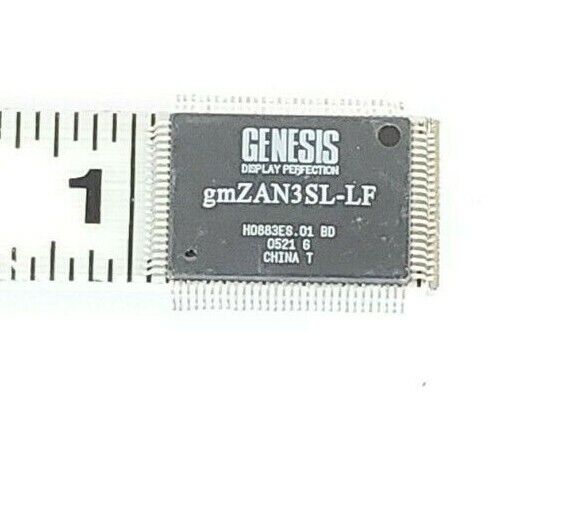 1
GENESIS
DISPLAY PERFECTION
gmZAN3SL-LF
H0883ES.01 BD
0521 G
CHINA T